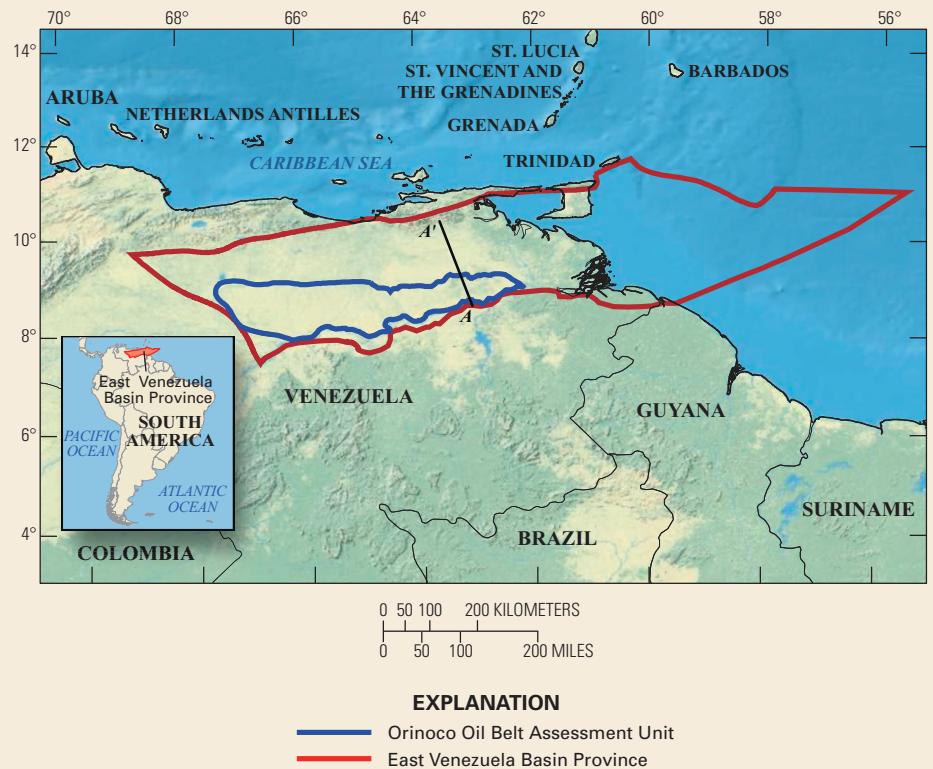 70° 68° 66° 64° 62° 60° 58° 56°
14°
12°
10°
8°
6°
4°
ST. LUCIA
ST. VINCENT AND
THE GRENADINES
BARBADOS
ARUBA
NETHERLANDS ANTILLES
GRENADA
CARIBBEAN SEA
TRINIDAD
A'
A
VENEZUELA
GUYANA
SURINAME
BRAZIL
COLOMBIA
East Venezuela
Basin Province
SOUTH
AMERICA
PACIFIC
OCEAN
ATLANTIC
OCEAN
0 50 100 200 KILOMETERS
0 50 100 200 MILES
EXPLANATION
Orinoco Oil Belt Assessment Unit
East Venezuela Basin Province